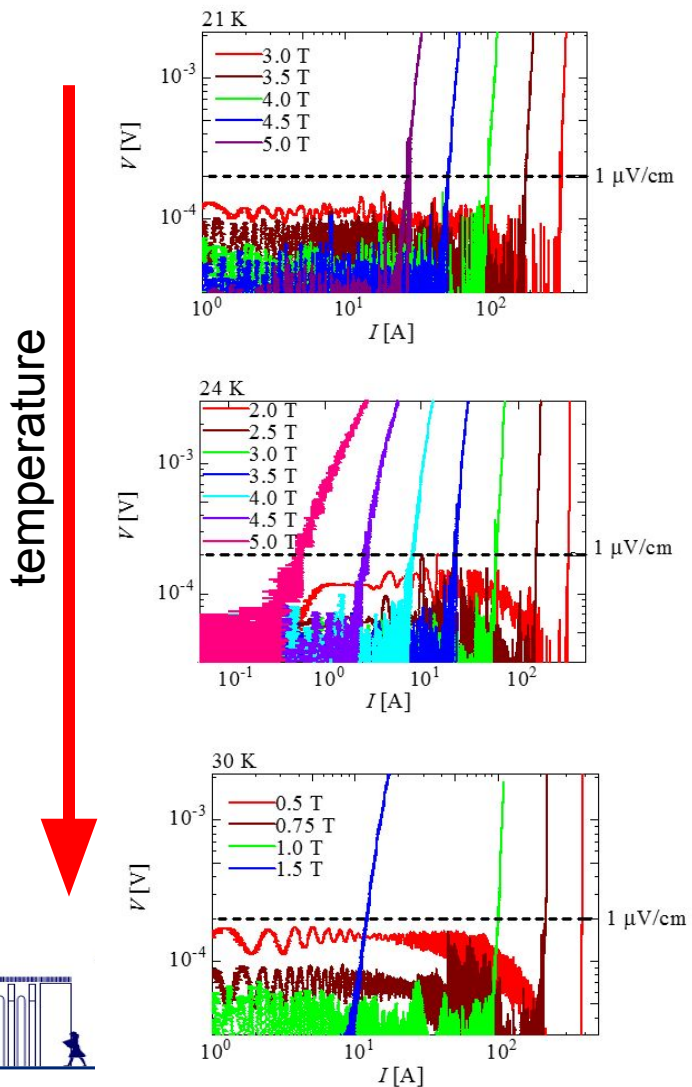 temperature
21 K
3.0 T
3.5 T
4.0 T
4.5 T
5.0 T
10⁻³
10⁻⁴
V [V]
1 μV/cm
10⁰ 10¹ 10²
I [A]
24 K
2.0 T
2.5 T
3.0 T
3.5 T
4.0 T
4.5 T
5.0 T
10⁻³
10⁻⁴
V [V]
1 μV/cm
10⁻¹ 10⁰ 10¹ 10²
I [A]
30 K
0.5 T
0.75 T
1.0 T
1.5 T
10⁻³
10⁻⁴
V [V]
1 μV/cm
10⁰ 10¹ 10²
I [A]